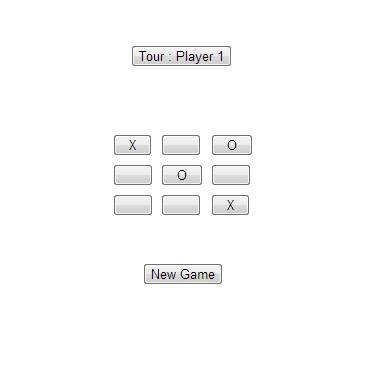 Tour : Player 1
X O
O
X
New Game